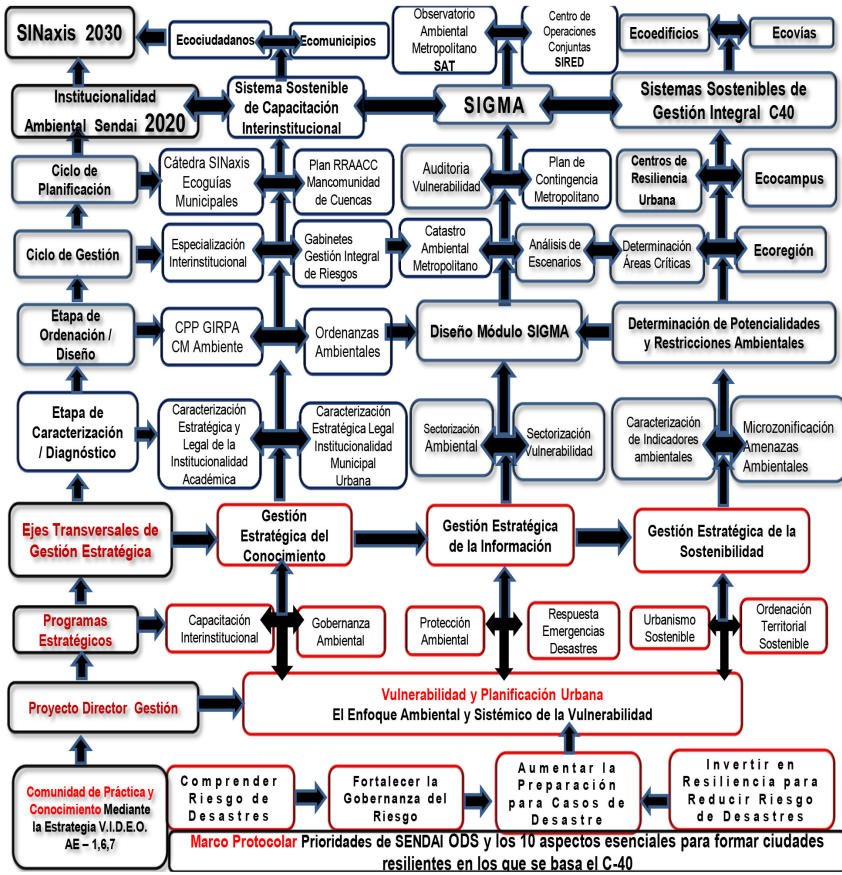 SINaxis 2030
Ecociudadanos
Ecomunicipios
Observatorio
Ambiental
Metropolitano
SAT
Centro de
Operaciones
Conjuntas
SIRED
Ecoedificios
Ecovías
Institucionalidad
Ambiental Sendai 2020
Sistema Sostenible
de Capacitación
Interinstitucional
SIGMA
Sistemas Sostenibles de
Gestión Integral C40
Ciclo de
Planificación
Cátedra SINaxis
Ecoguías
Municipales
Plan RRAACC
Mancomunidad
de Cuencas
Auditoria
Vulnerabilidad
Plan de
Contingencia
Metropolitano
Centros de
Resiliencia
Urbana
Ecocampus
Ciclo de Gestión
Especialización
Interinstitucional
Gabinetes
Gestión Integral
de Riesgos
Catastro
Ambiental
Metropolitano
Análisis de
Escenarios
Determinación
Áreas Críticas
Ecoregión
Etapa de
Ordenación /
Diseño
CPP GIRPA
CM Ambiente
Ordenanzas
Ambientales
Diseño Módulo SIGMA
Determinación de Potencialidades
y Restricciones Ambientales
Etapa de
Caracterización
/ Diagnóstico
Caracterización
Estratégica y
Legal de la
Institucionalidad
Académica
Caracterización
Estratégica Legal
Institucionalidad
Municipal
Urbana
Sectorización
Ambiental
Sectorización
Vulnerabilidad
Caracterización
de Indicadores
ambientales
Microzonificación
Amenazas
Ambientales
Ejes Transversales de
Gestión Estratégica
Gestión
Estratégica del
Conocimiento
Gestión Estratégica
de la Información
Gestión Estratégica de la
Sostenibilidad
Programas
Estratégicos
Capacitación
Interinstitucional
Gobernanza
Ambiental
Protección
Ambiental
Respuesta
Emergencias
Desastres
Urbanismo
Sostenible
Ordenación
Territorial
Sostenible
Proyecto Director Gestión
Vulnerabilidad y Planificación Urbana
El Enfoque Ambiental y Sistémico de la Vulnerabilidad
Comunidad de Práctica y
Conocimiento Mediante
la Estrategia V.I.D.E.O.
AE – 1,6,7
Comprender
Riesgo de
Desastres
Fortalecer la
Gobernanza del
Riesgo
Aumentar la
Preparación
para Casos de
Desastre
Invertir en
Resiliencia para
Reducir Riesgo
de Desastres
Marco Protocolar Prioridades de SENDAI ODS y los 10 aspectos esenciales para formar ciudades
resilientes en los que se basa el C-40